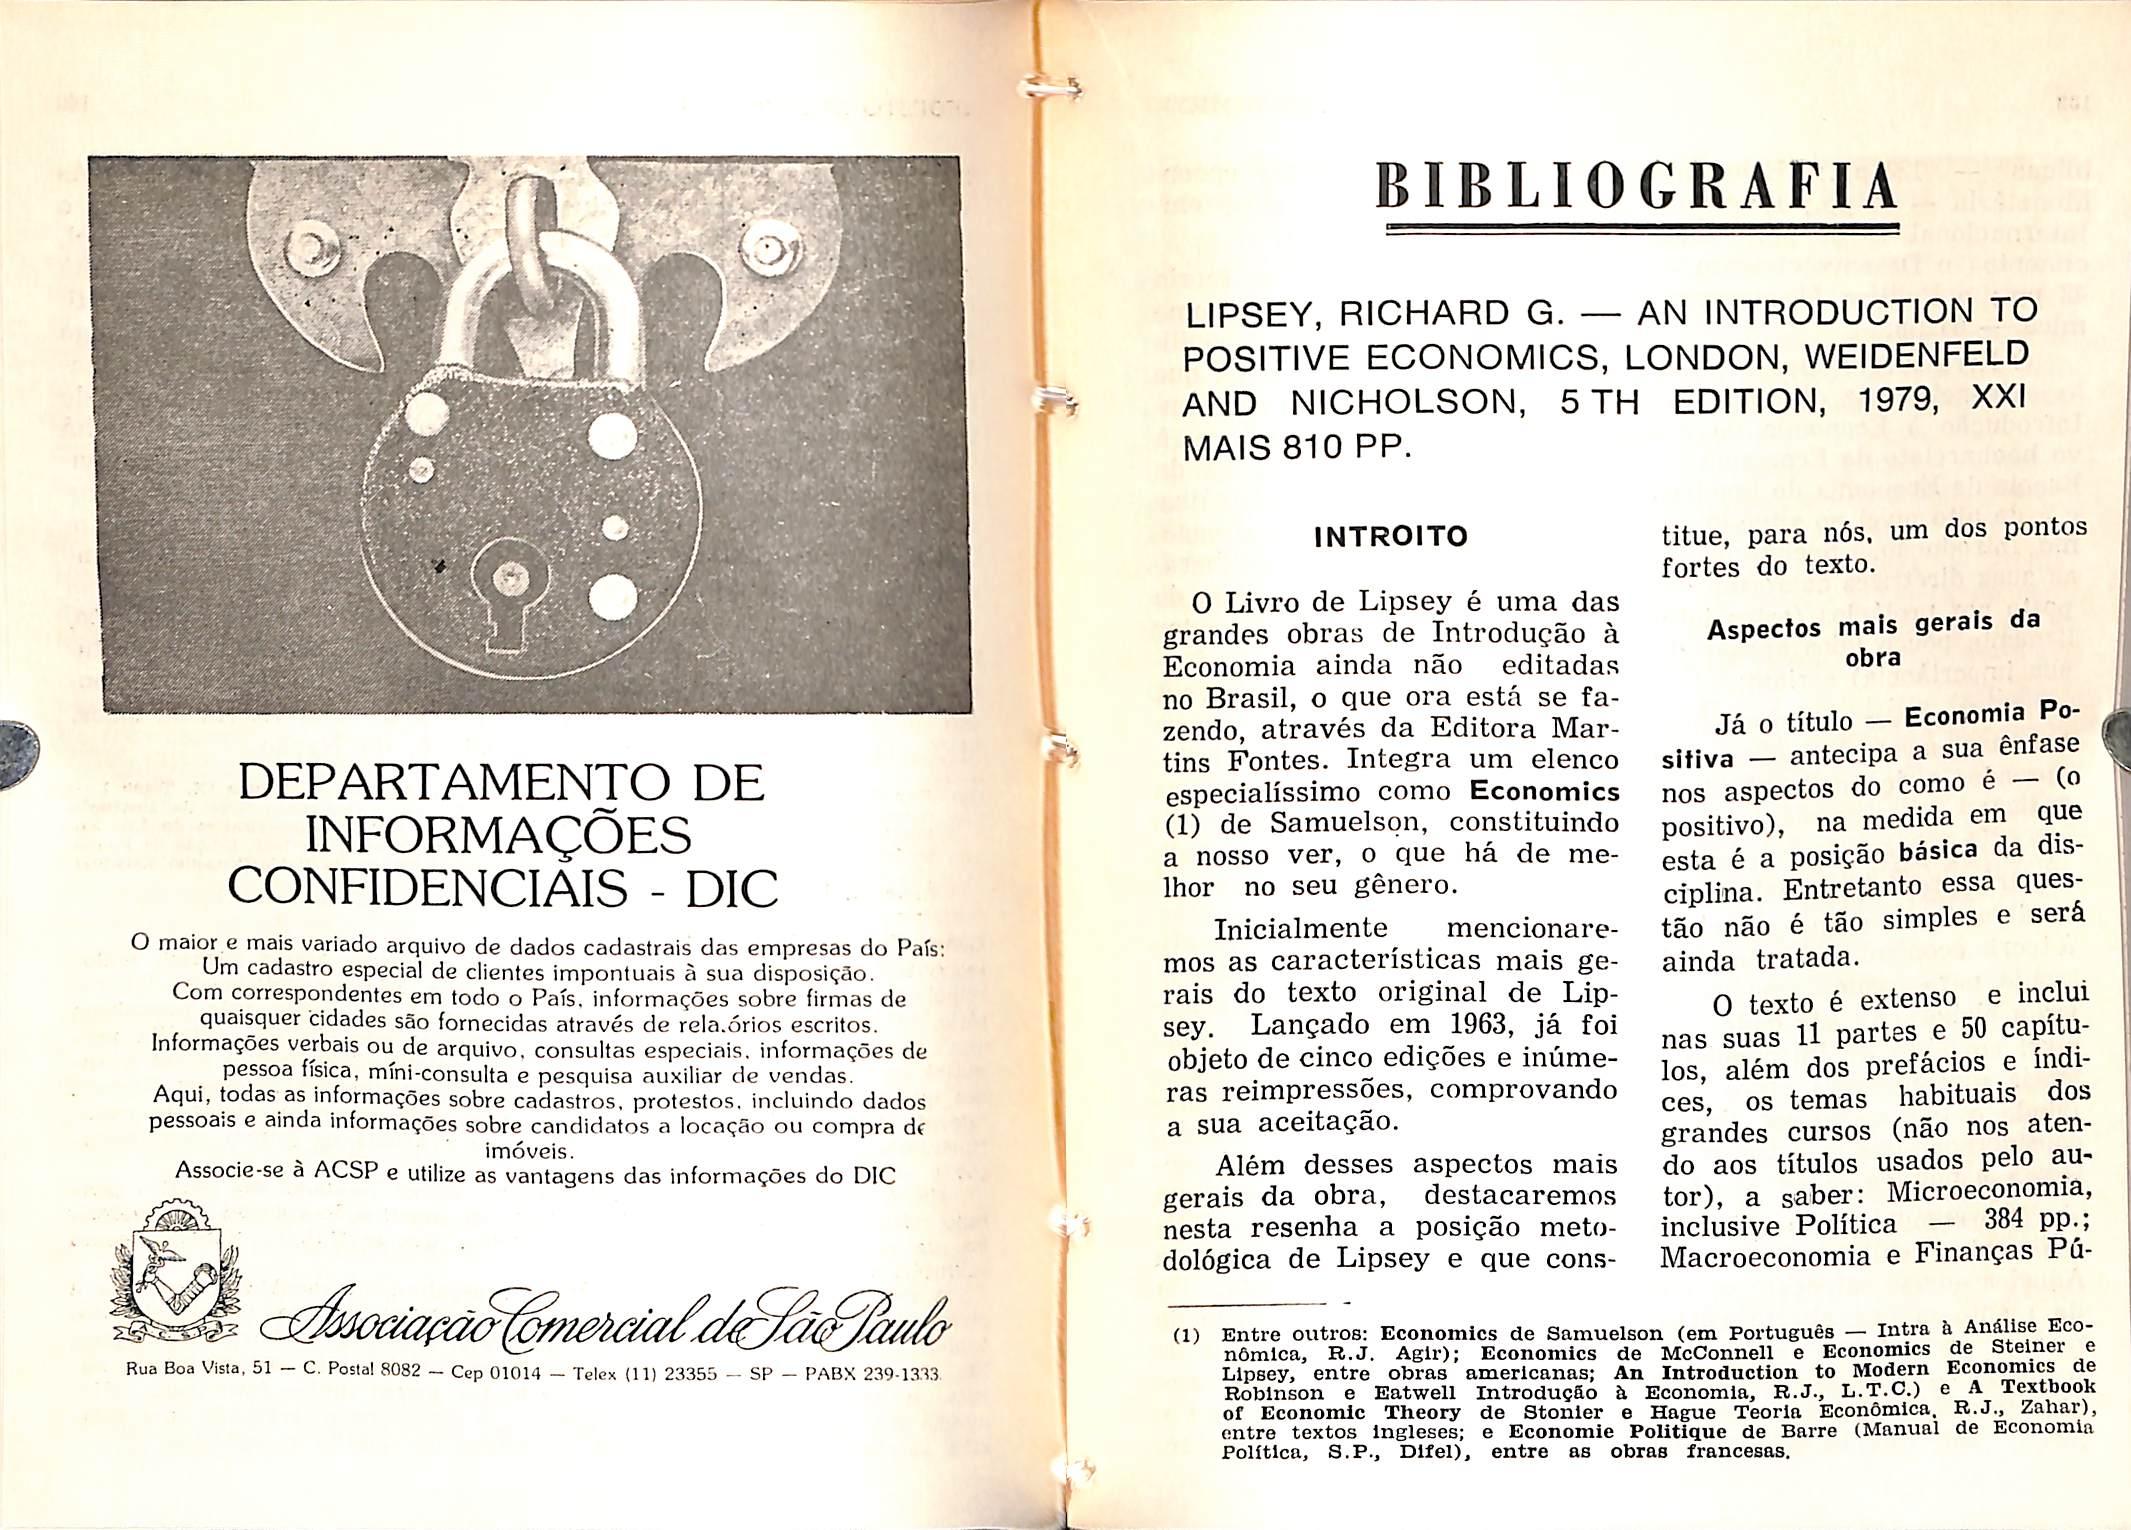 DEPARTAMENTO DE
INFORMAÇÕES
CONFIDENCIAIS - DIC
O maior e mais variado arquivo de dados cadastrais das empresas do País:
Um cadastro especial de clientes impontuais à sua disposição.
Com correspondentes em todo o País, informações sobre firmas de
quaisquer cidades são fornecidas através de rela.órios escritos.
Informações verbais ou de arquivo, consultas especiais, informações de
pessoa física, míni-consulta e pesquisa auxiliar de vendas.
Aqui, todas as informações sobre cadastros, protestos, incluindo dados
pessoais e ainda informações sobre candidatos a locação ou compra de
imóveis.
Associe-se à ACSP e utilize as vantagens das informações do DIC
Associação Comercial de São Paulo
Rua Boa Vista, 51 — C. Postal 8082 — Cep 01014 — Telex (11) 23355 — SP — PABX 239-1333
BIBLIOGRAFIA
LIPSEY, RICHARD G. — AN INTRODUCTION TO
POSITIVE ECONOMICS, LONDON, WEIDENFELD
AND NICHOLSON, 5 TH EDITION, 1979, XXI
MAIS 810 PP.
INTROITO
O Livro de Lipsey é uma das
grandes obras de Introdução à
Economia ainda não editadas
no Brasil, o que ora está se fa-
zendo, através da Editora Mar-
tins Fontes. Integra um elenco
especialíssimo como Economics
(1) de Samuelson, constituindo
a nosso ver, o que há de me-
lhor no seu gênero.
Inicialmente mencionare-
mos as características mais ge-
rais do texto original de Lip-
sey. Lançado em 1963, já foi
objeto de cinco edições e inúme-
ras reimpressões, comprovando
a sua aceitação.
Além desses aspectos mais
gerais da obra, destacaremos
nesta resenha a posição meto-
dológica de Lipsey e que cons-
titue, para nós, um dos pontos
fortes do texto.
Aspectos mais gerais da
obra
Já o título — Economia Po-
sitiva — antecipa a sua ênfase
nos aspectos do como é — (o
positivo), na medida em que
esta é a posição básica da dis-
ciplina. Entretanto essa ques-
tão não é tão simples e será
ainda tratada.
O texto é extenso e inclui
nas suas 11 partes e 50 capítu-
los, além dos prefácios e índi-
ces, os temas habituais dos
grandes cursos (não nos aten-
do aos títulos usados pelo au-
tor), a saber: Microeconomia,
inclusive Política — 384 pp.;
Macroeconomia e Finanças Pú-
(1) Entre outros: Economics de Samuelson (em Português — Intra à Análise Eco-
nômica, R.J. Agir); Economics de McConnell e Economics de Steiner e
Lipsey, entre obras americanas; An Introduction to Modern Economics de
Robinson e Eatwell Introdução à Economia, R.J., L.T.C.) e A Textbook
of Economic Theory de Stonier e Hague Teoria Econômica, R.J., Zahar),
entre textos ingleses; e Economie Politique de Barre (Manual de Economia
Política, S.P., Difel), entre as obras francesas.